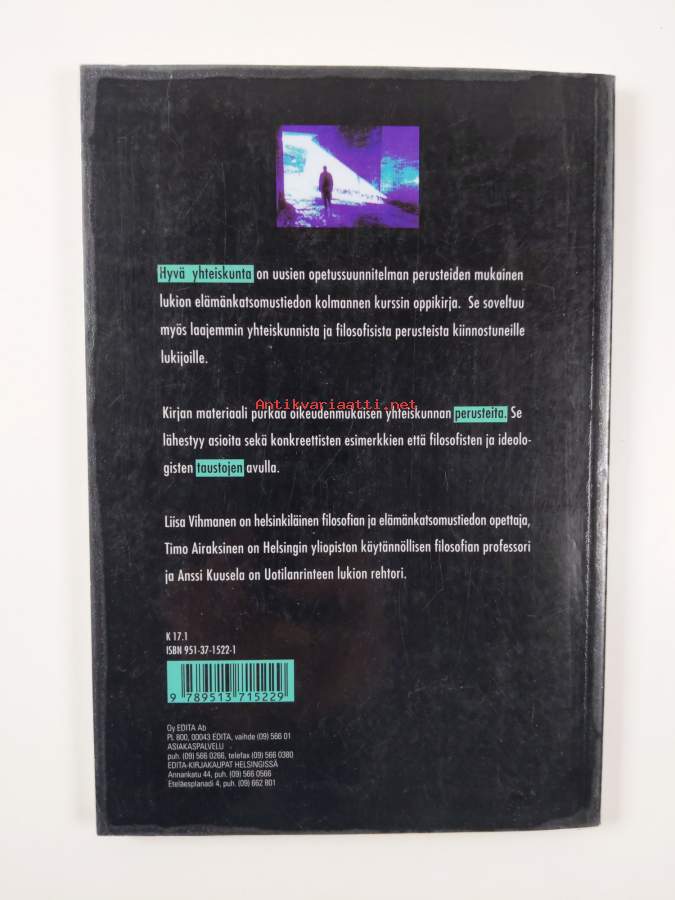 Hyvä yhteiskunta on uusien opetussuunnitelman perusteiden mukainen
lukion elämänkatsomustiedon kolmannen kurssin oppikirja. Se soveltuu
myös laajemmin yhteiskunnista ja filosofisista perusteista kiinnostuneille
lukijoille.
Antikvariaatti.net
Kirjan materiaali purkaa oikeudenmukaisen yhteiskunnan perusteita. Se
lähestyy asioita sekä konkreettisten esimerkkien että filosofisten ja ideolo-
gisten taustojen avulla.
Liisa Vihmanen on helsinkiläinen filosofian ja elämänkatsomustiedon opettaja,
Timo Airaksinen on Helsingin yliopiston käytännöllisen filosofian professori
ja Anssi Kuusela on Uotilanrinteen lukion rehtori.
K 17.1
ISBN 951-37-1522-1
9 789513 715229
Oy EDITA Ab
PL 800, 00043 EDITA, vaihde (09) 566 01
ASIAKASPALVELU
puh. (09) 566 0266, telefax (09) 566 0380
EDITA-KIRJAKAUPAT HELSINGISSÄ
Annankatu 44, puh. (09) 566 0566
Eteläesplanadi 4, puh. (09) 662 801